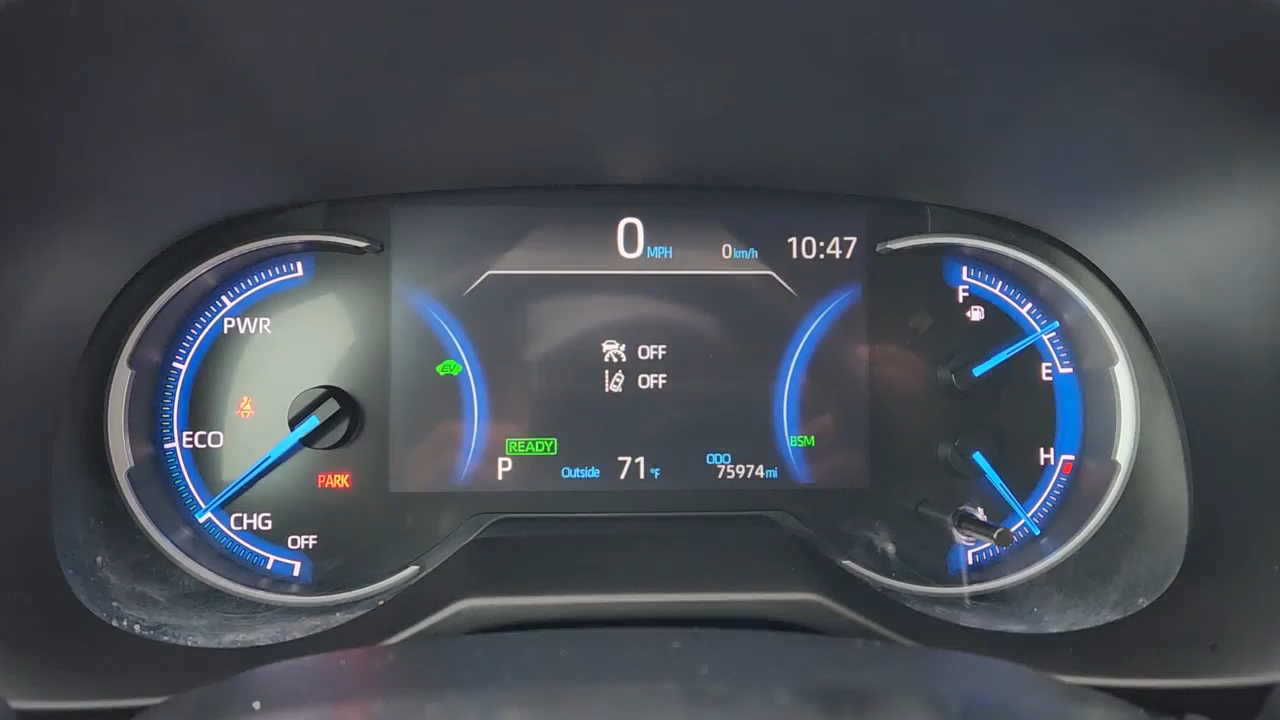 0 MPH 0 km/h 10:47
PWR
F
OFF
EV
E
OFF
ECO
READY
BSM
H
P Outside 71 °F ODO 75974 mi
PARK
CHG
OFF